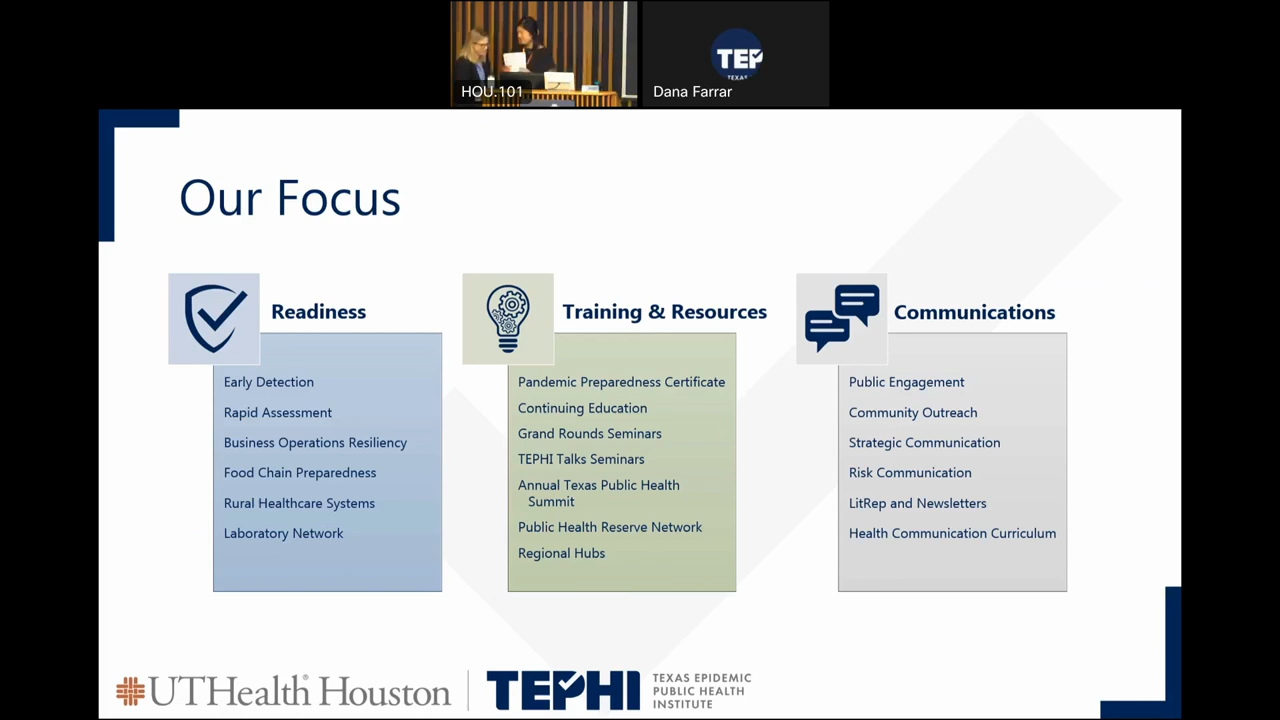 HOU.101
TEP
TEXAS
Dana Farrar
Our Focus
Readiness
Early Detection
Rapid Assessment
Business Operations Resiliency
Food Chain Preparedness
Rural Healthcare Systems
Laboratory Network
Training & Resources
Pandemic Preparedness Certificate
Continuing Education
Grand Rounds Seminars
TEPHI Talks Seminars
Annual Texas Public Health
Summit
Public Health Reserve Network
Regional Hubs
Communications
Public Engagement
Community Outreach
Strategic Communication
Risk Communication
LitRep and Newsletters
Health Communication Curriculum
UTHealth® Houston
TEPHI
TEXAS EPIDEMIC
PUBLIC HEALTH
INSTITUTE